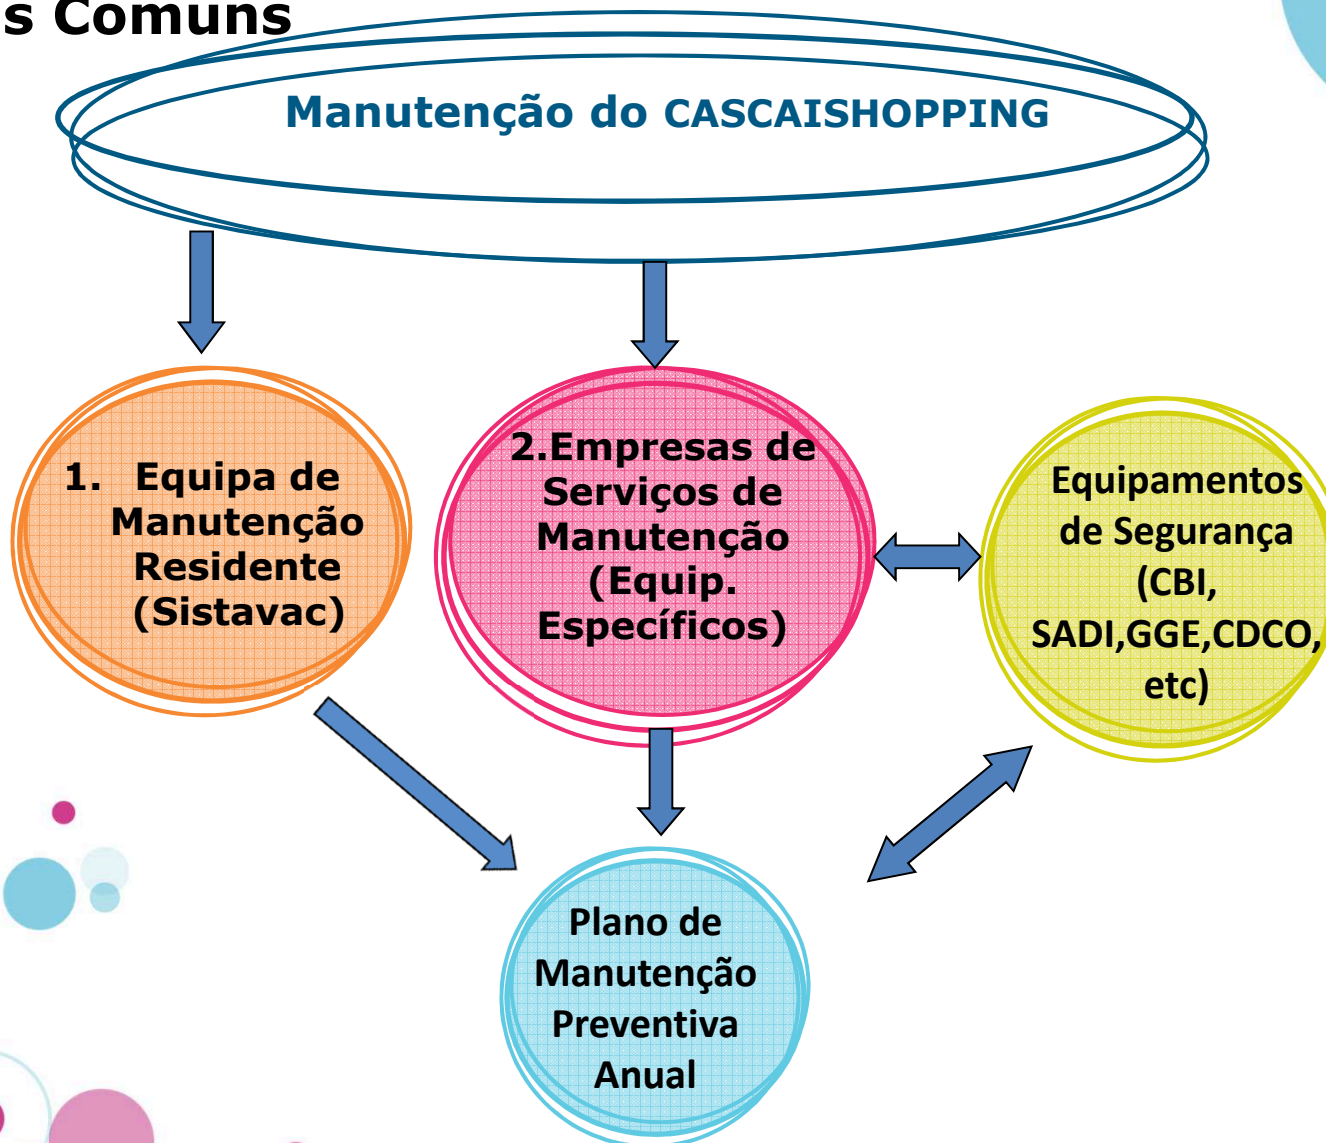 s Comuns
Manutenção do CASCAISHOPPING
1. Equipa de
Manutenção
Residente
(Sistavac)
2.Empresas de
Serviços de
Manutenção
(Equip.
Específicos)
Equipamentos
de Segurança
(CBI,
SADI,GGE,CDCO,
etc)
Plano de
Manutenção
Preventiva
Anual